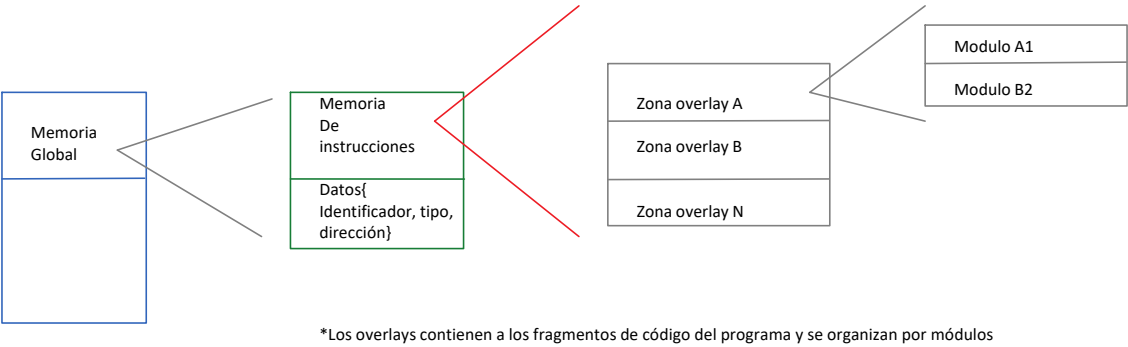 Memoria
Global
Memoria
De
instrucciones
Datos{
Identificador, tipo,
dirección}
Zona overlay A
Zona overlay B
Zona overlay N
Modulo A1
Modulo B2
*Los overlays contienen a los fragmentos de código del programa y se organizan por módulos